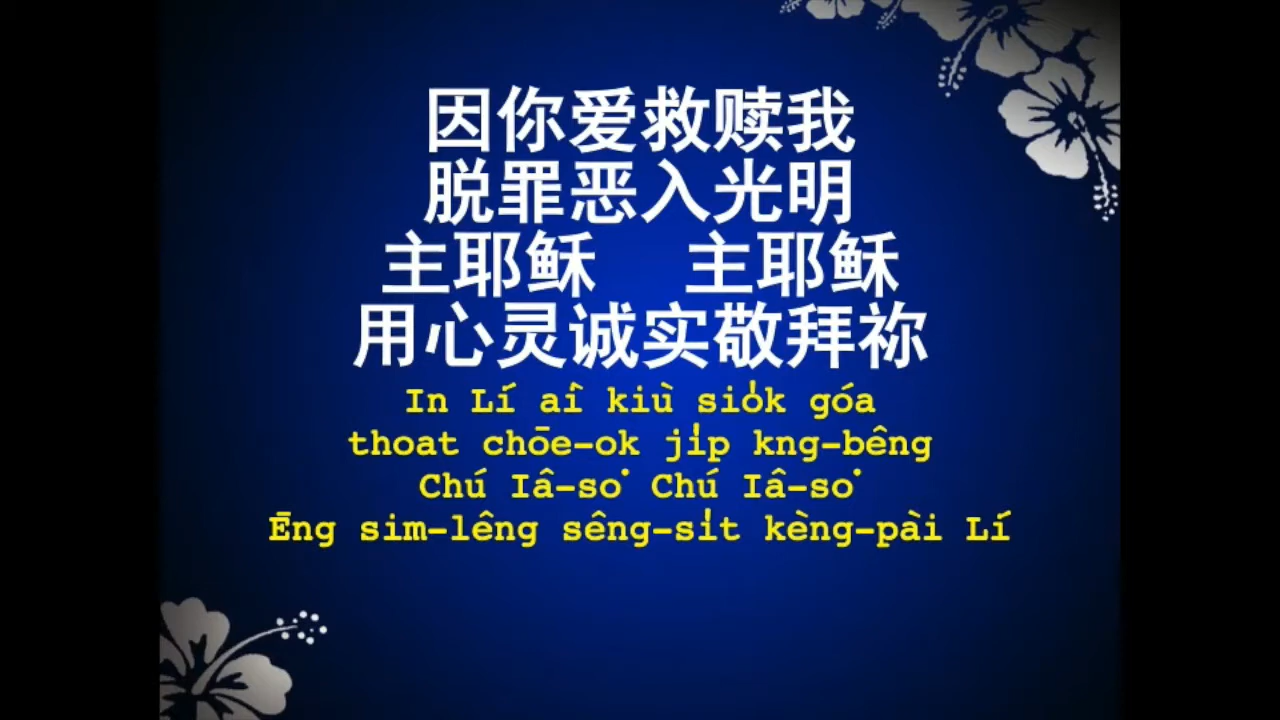 因你爱救赎我
脱罪恶入光明
主耶稣 主耶稣
用心灵诚实敬拜祢
In Lí aî kiù sio̍k góa
thoat chōe-ok ji̍p kng-bêng
Chú Iâ-so͘ Chú Iâ-so͘
Ēng sim-lêng sêng-si̍t kèng-pài Lí